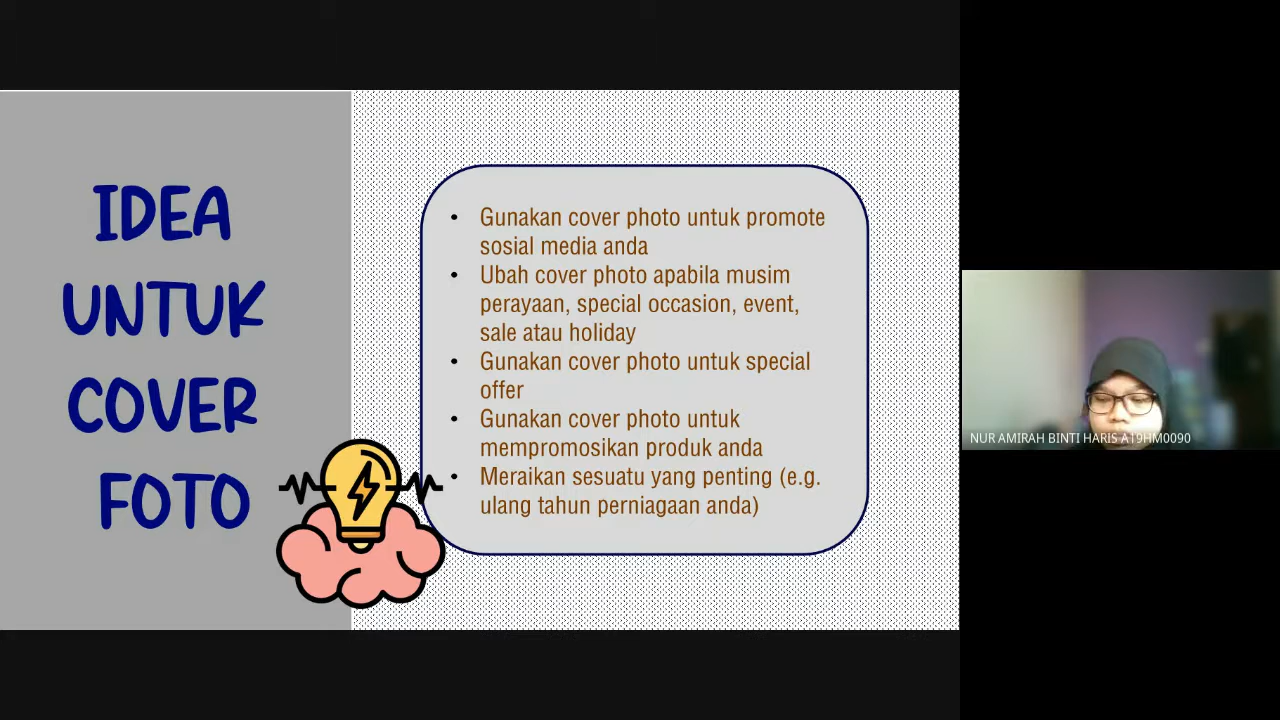 IDEA
UNTUK
COVER
FOTO
• Gunakan cover photo untuk promote
sosial media anda
• Ubah cover photo apabila musim
perayaan, special occasion, event,
sale atau holiday
• Gunakan cover photo untuk special
offer
• Gunakan cover photo untuk
mempromosikan produk anda
• Meraikan sesuatu yang penting (e.g.
ulang tahun perniagaan anda)
NUR AMIRAH BINTI HARIS A19HM0090